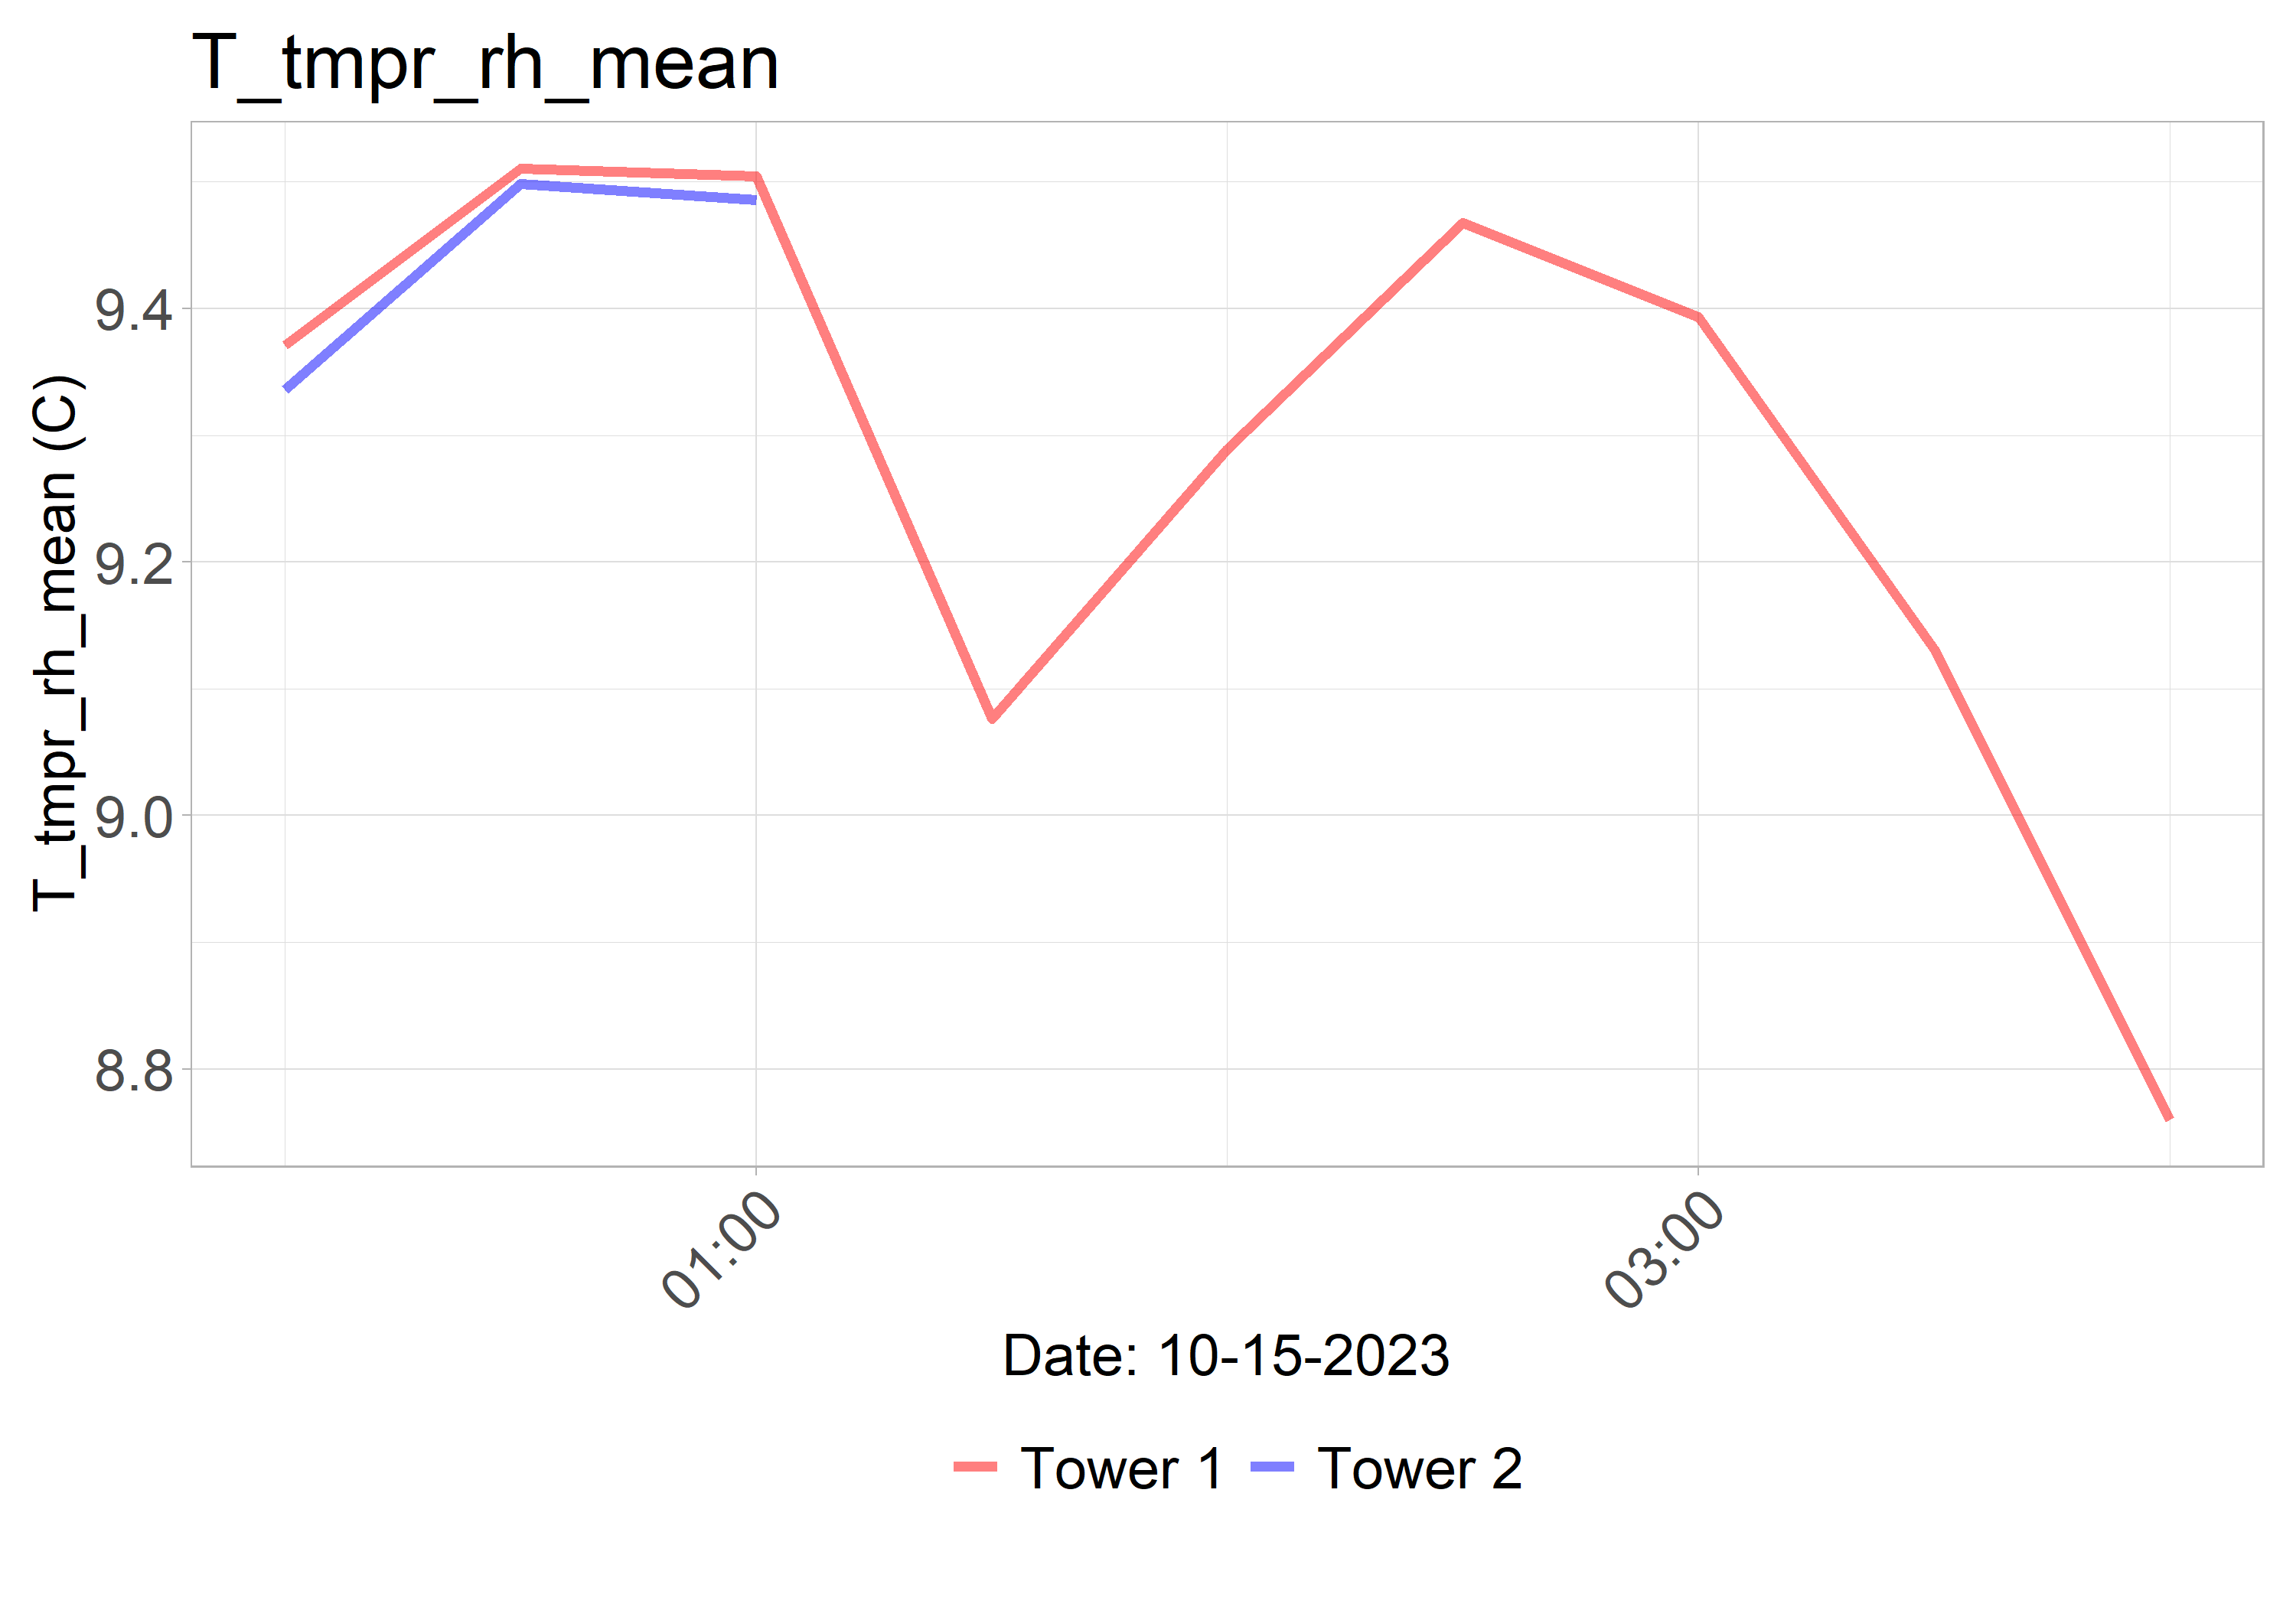 T_tmpr_rh_mean
T_tmpr_rh_mean (C)
9.4
9.2
9.0
8.8
01:00
03:00
Date: 10-15-2023
Tower 1
Tower 2